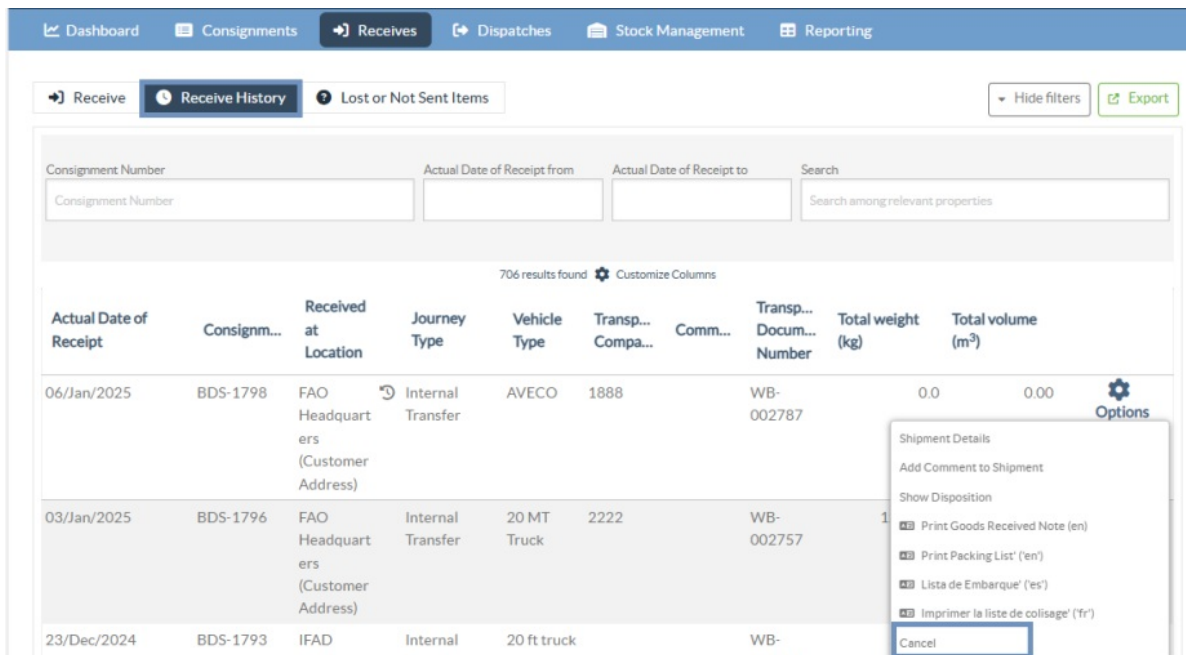 Dashboard Consignments Receives Dispatches Stock Management Reporting
Receive Receive History Lost or Not Sent Items Hide filters Export
Consignment Number Actual Date of Receipt from Actual Date of Receipt to Search
Consignment Number Search among relevant properties
706 results found Customize Columns
Actual Date of Receipt Consignm... Received at Location Journey Type Vehicle Type Transp... Compa... Comm... Transp... Docum... Number Total weight (kg) Total volume (m³)
06/Jan/2025 BDS-1798 FAO Internal AVECO 1888 WB- 0.0 0.00
Headquart Transfer 002787 Options
ers
(Customer
Address)
03/Jan/2025 BDS-1796 FAO Internal 20 MT 2222 WB- 1
Headquart Transfer Truck 002757
ers
(Customer
Address)
23/Dec/2024 BDS-1793 IFAD Internal 20 ft truck WB-
Shipment Details
Add Comment to Shipment
Show Disposition
Print Goods Received Note (en)
Print Packing List' ('en')
Lista de Embarque' ('es')
Imprimer la liste de colisage' ('fr')
Cancel